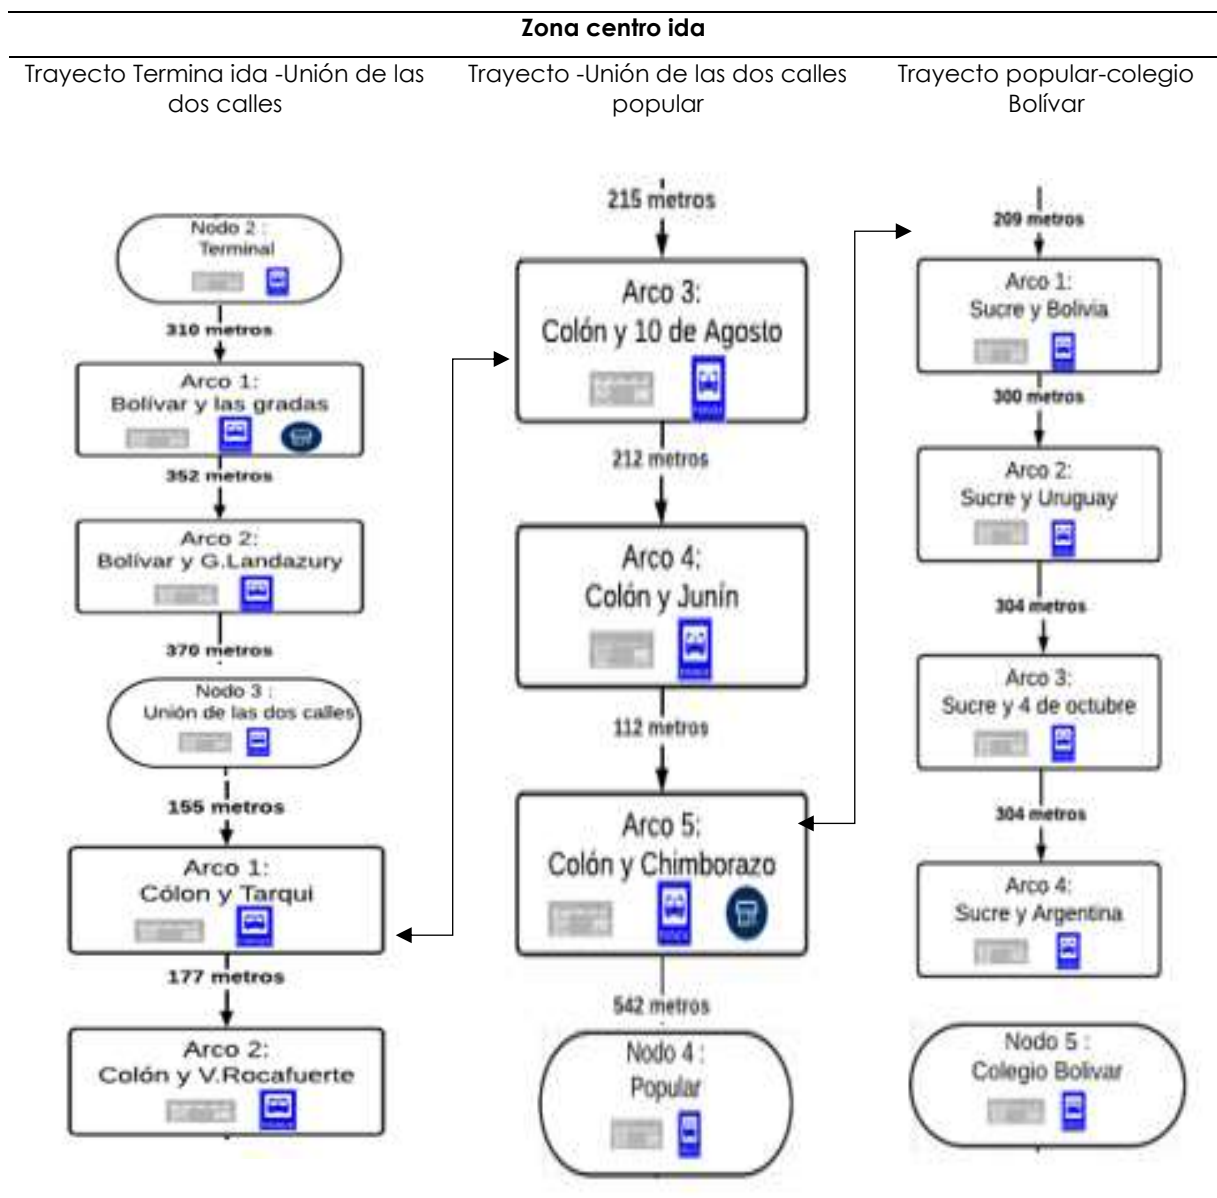 Zona centro ida
Trayecto Termina ida -Unión de las
dos calles
Trayecto -Unión de las dos calles
popular
Trayecto popular-colegio
Bolívar
Nodo 2 :
Terminal
310 metros
Arco 1:
Bolívar y las gradas
352 metros
Arco 2:
Bolívar y G.Landazury
370 metros
Nodo 3 :
Unión de las dos calles
155 metros
Arco 1:
Cólon y Tarqui
177 metros
Arco 2:
Colón y V.Rocafuerte
215 metros
Arco 3:
Colón y 10 de Agosto
212 metros
Arco 4:
Colón y Junín
112 metros
Arco 5:
Colón y Chimborazo
542 metros
Nodo 4 :
Popular
209 metros
Arco 1:
Sucre y Bolivia
300 metros
Arco 2:
Sucre y Uruguay
304 metros
Arco 3:
Sucre y 4 de octubre
304 metros
Arco 4:
Sucre y Argentina
Nodo 5 :
Colegio Bolivar